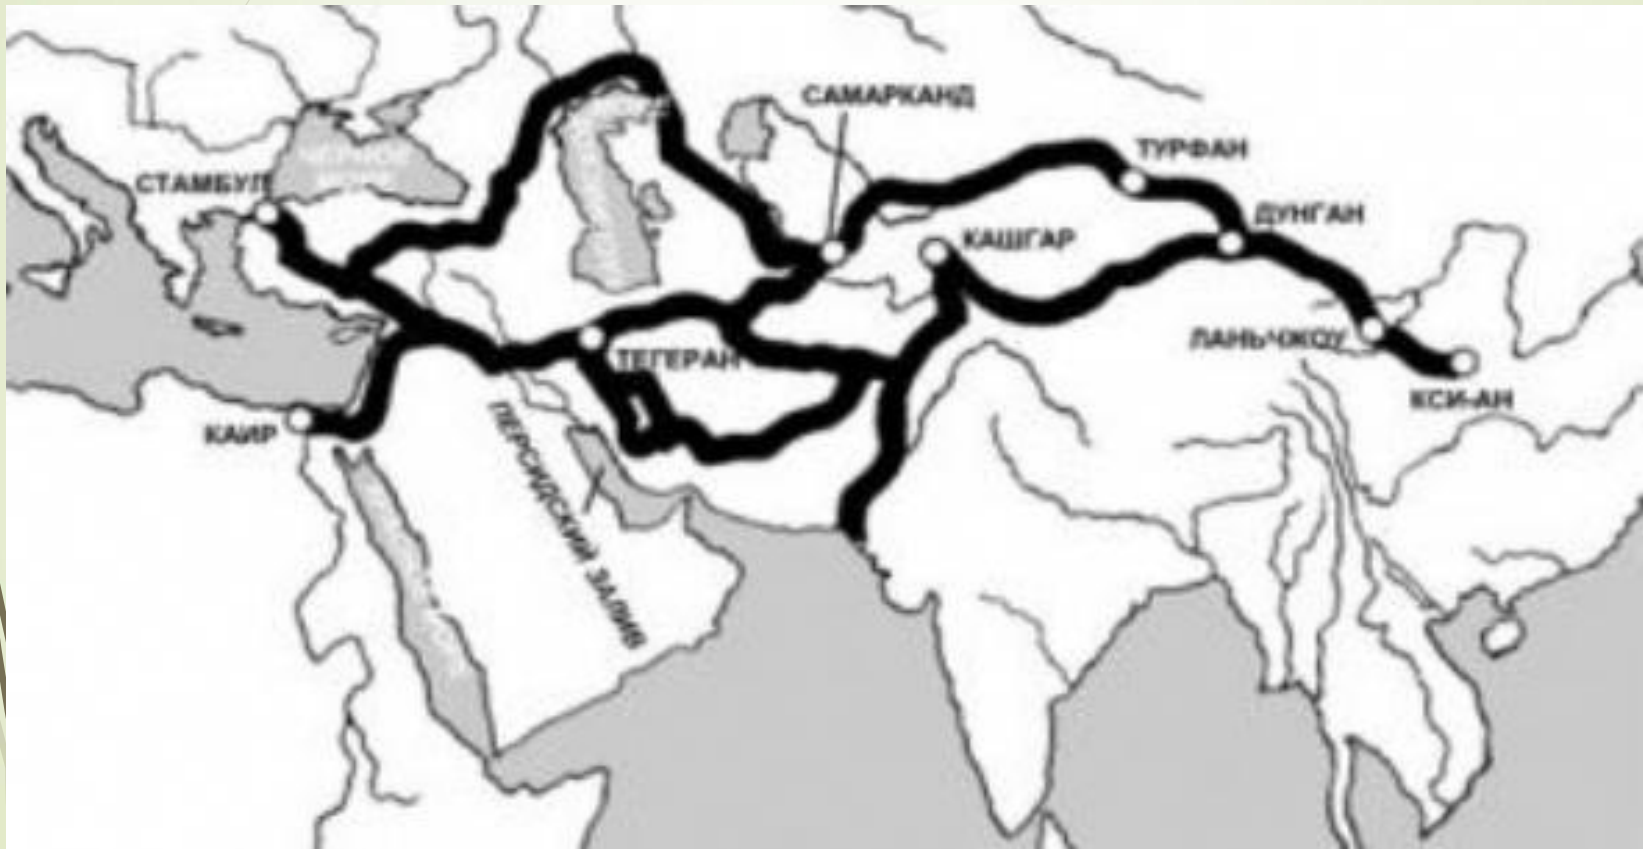 САМАРКАНД
ТУРФАН
СТАМБУЛ
ДУНГАН
КАШГАР
ЛАНЬЧЖОУ
ТЕГЕРАН
КСИ-АН
КАИР
ПЕРСИДСКИЙ ЗАЛИВ